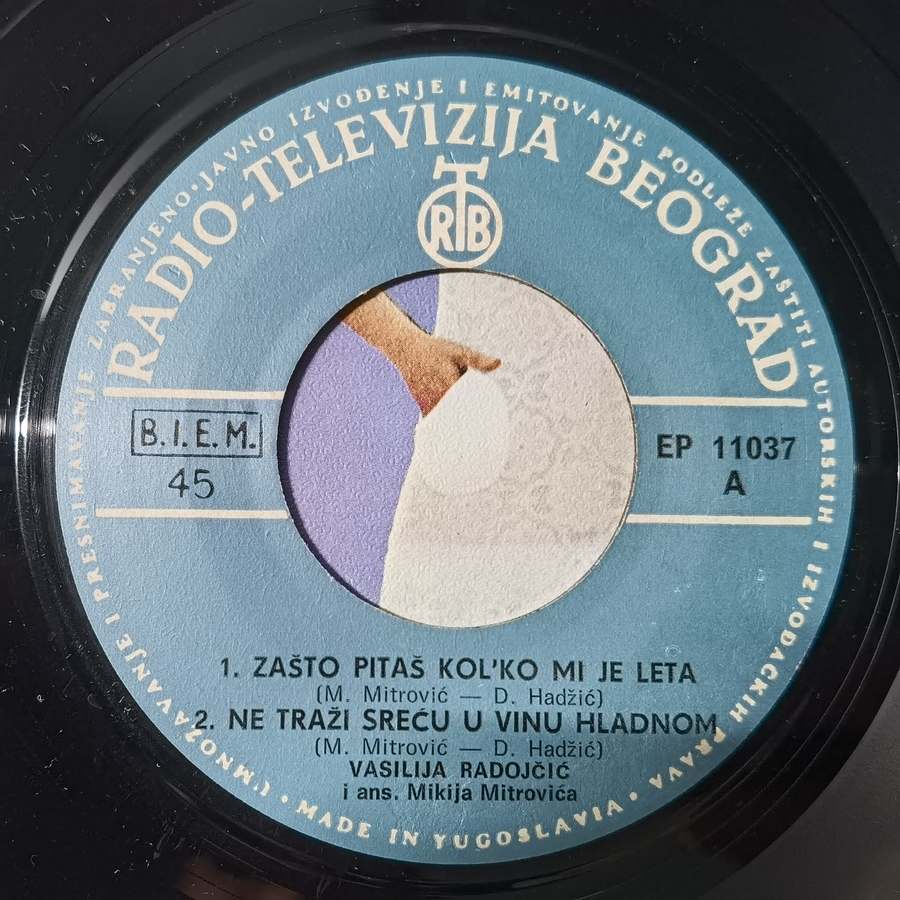 UMNOŽAVANJE I PRESNIMAVANJE ZABRANJENO • JAVNO IZVOĐENJE I EMITOVANJE PODLEŽE ZAŠTITI AUTORSKIH I IZVOĐAČKIH PRAVA •
RADIO-TELEVIZIJA BEOGRAD
RTB
B.I.E.M.
45
EP 11037
A
1. ZAŠTO PITAŠ KOL'KO MI JE LETA
(M. Mitrović — D. Hadžić)
2. NE TRAŽI SREĆU U VINU HLADNOM
(M. Mitrović — D. Hadžić)
VASILIJA RADOJČIĆ
i ans. Mikija Mitrovića
• MADE IN YUGOSLAVIA •